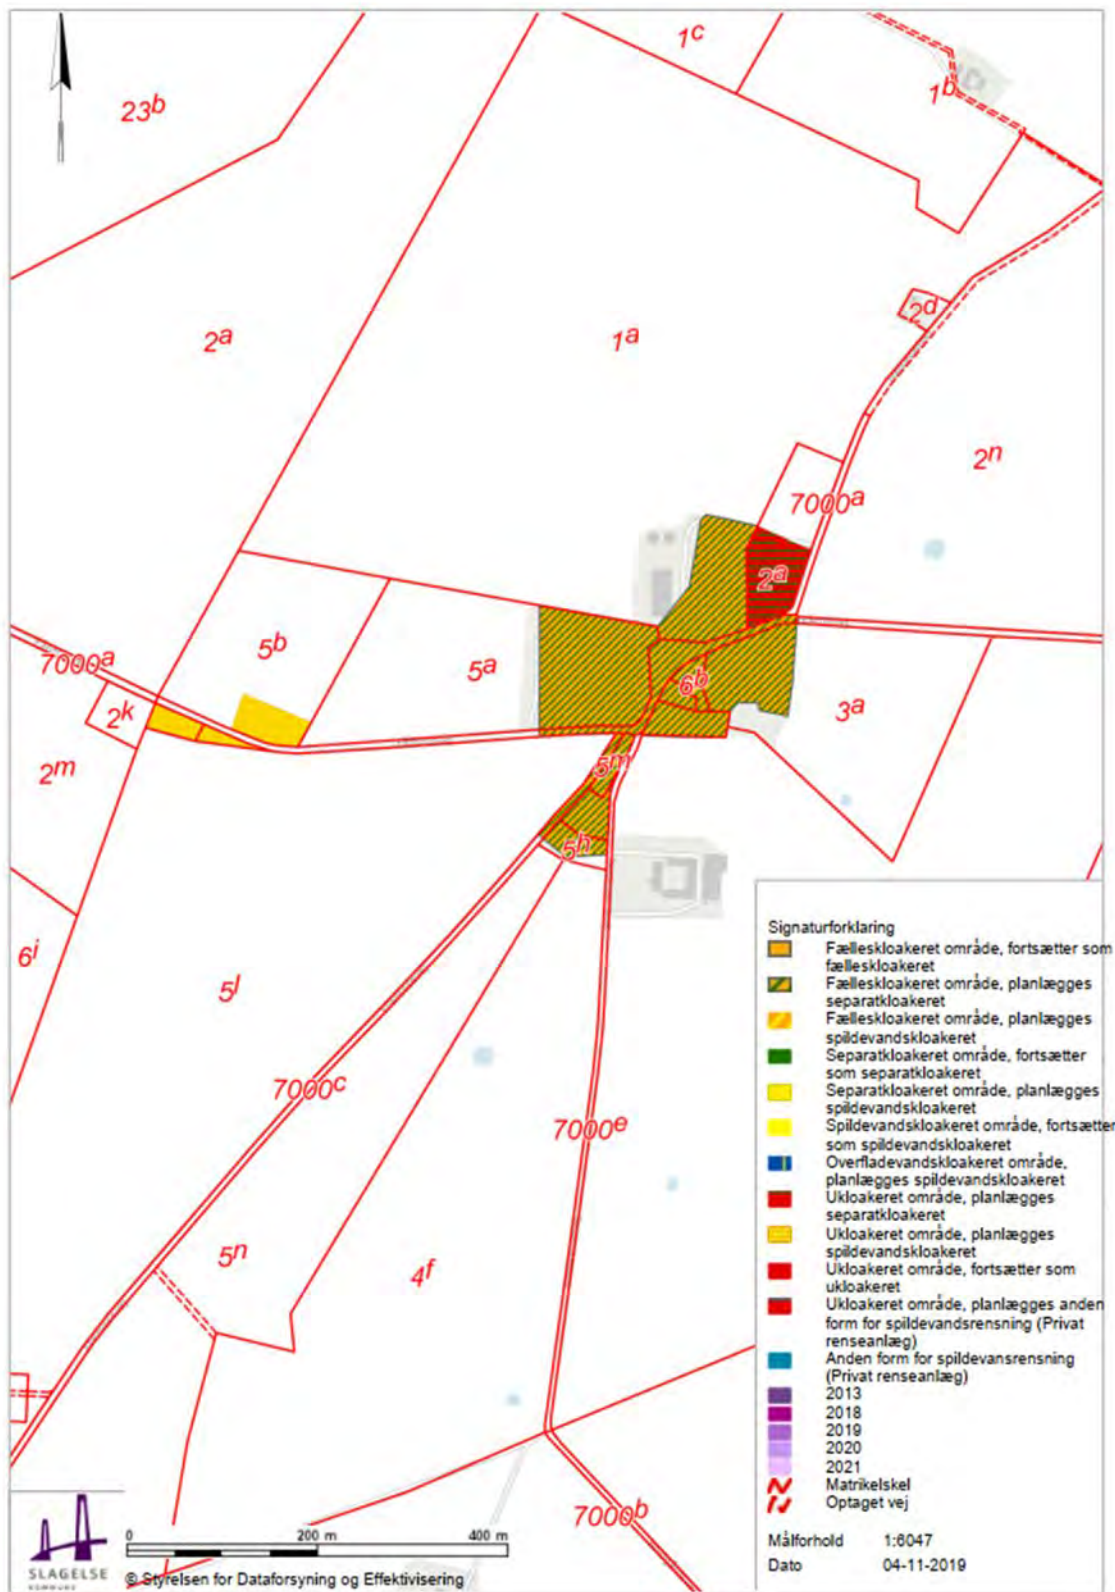 1c
1b
23b
2d
2a
1a
2n
7000a
2a
5b
7000a
5a
6b
2k
3a
2m
5m
5h
Signaturforklaring
Fælleskloakeret område, fortsætter som
fælleskloakeret
Fælleskloakeret område, planlægges
separatkloakeret
Fælleskloakeret område, planlægges
spildevandskloakeret
Separatkloakeret område, fortsætter
som separatkloakeret
Separatkloakeret område, planlægges
spildevandskloakeret
Spildevandskloakeret område, fortsætter
som spildevandskloakeret
Overfladevandskloakeret område,
planlægges spildevandskloakeret
Ukloakeret område, planlægges
separatkloakeret
Ukloakeret område, planlægges
spildevandskloakeret
Ukloakeret område, fortsætter som
ukloakeret
Ukloakeret område, planlægges anden
form for spildevandsrensning (Privat
renseanlæg)
Anden form for spildevansrensning
(Privat renseanlæg)
2013
2018
2019
2020
2021
Matrikelskel
Optaget vej
Målforhold 1:6047
Dato 04-11-2019
6i
5l
7000c
7000e
5n
4f
7000b
0 200 m 400 m
SLAGELSE
KOMMUNE
© Styrelsen for Dataforsyning og Effektivisering